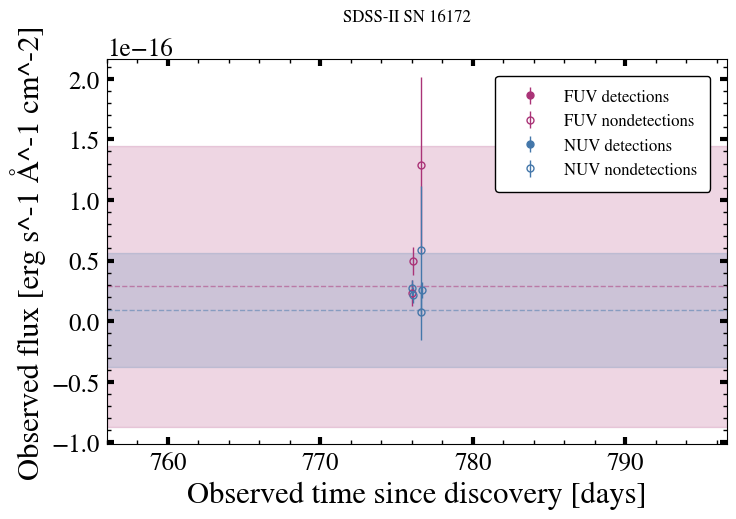 SDSS-II SN 16172
1e−16
2.0
1.5
1.0
0.5
0.0
−0.5
−1.0
760
770
780
790
Observed time since discovery [days]
Observed flux [erg s^-1 Å^-1 cm^-2]
FUV detections
FUV nondetections
NUV detections
NUV nondetections